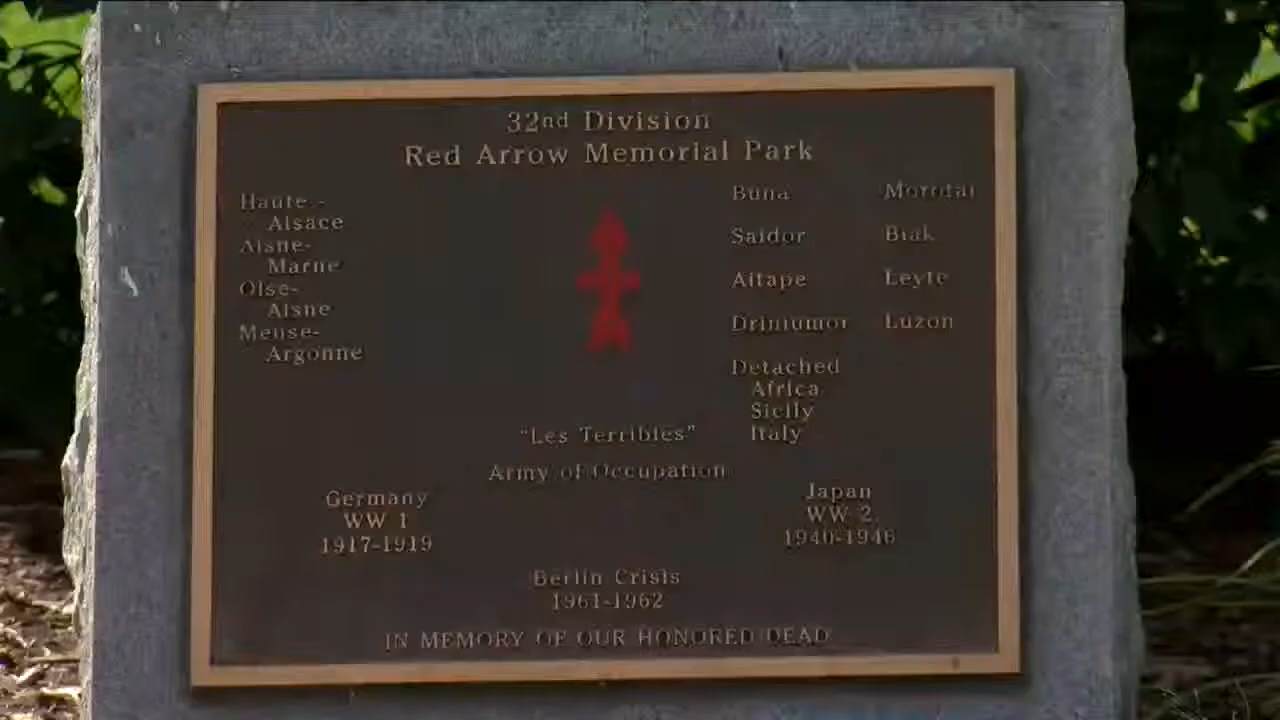 32nd Division
Red Arrow Memorial Park
Haute-
Alsace
Aisne-
Marne
Oise-
Aisne
Meuse-
Argonne
Buna
Morotai
Saidor
Biak
Aitape
Leyte
Driniumor
Luzon
Detached
Africa
Sicily
Italy
"Les Terribles"
Army of Occupation
Germany
WW 1
1917-1919
Japan
WW 2
1940-1946
Berlin Crisis
1961-1962
IN MEMORY OF OUR HONORED DEAD